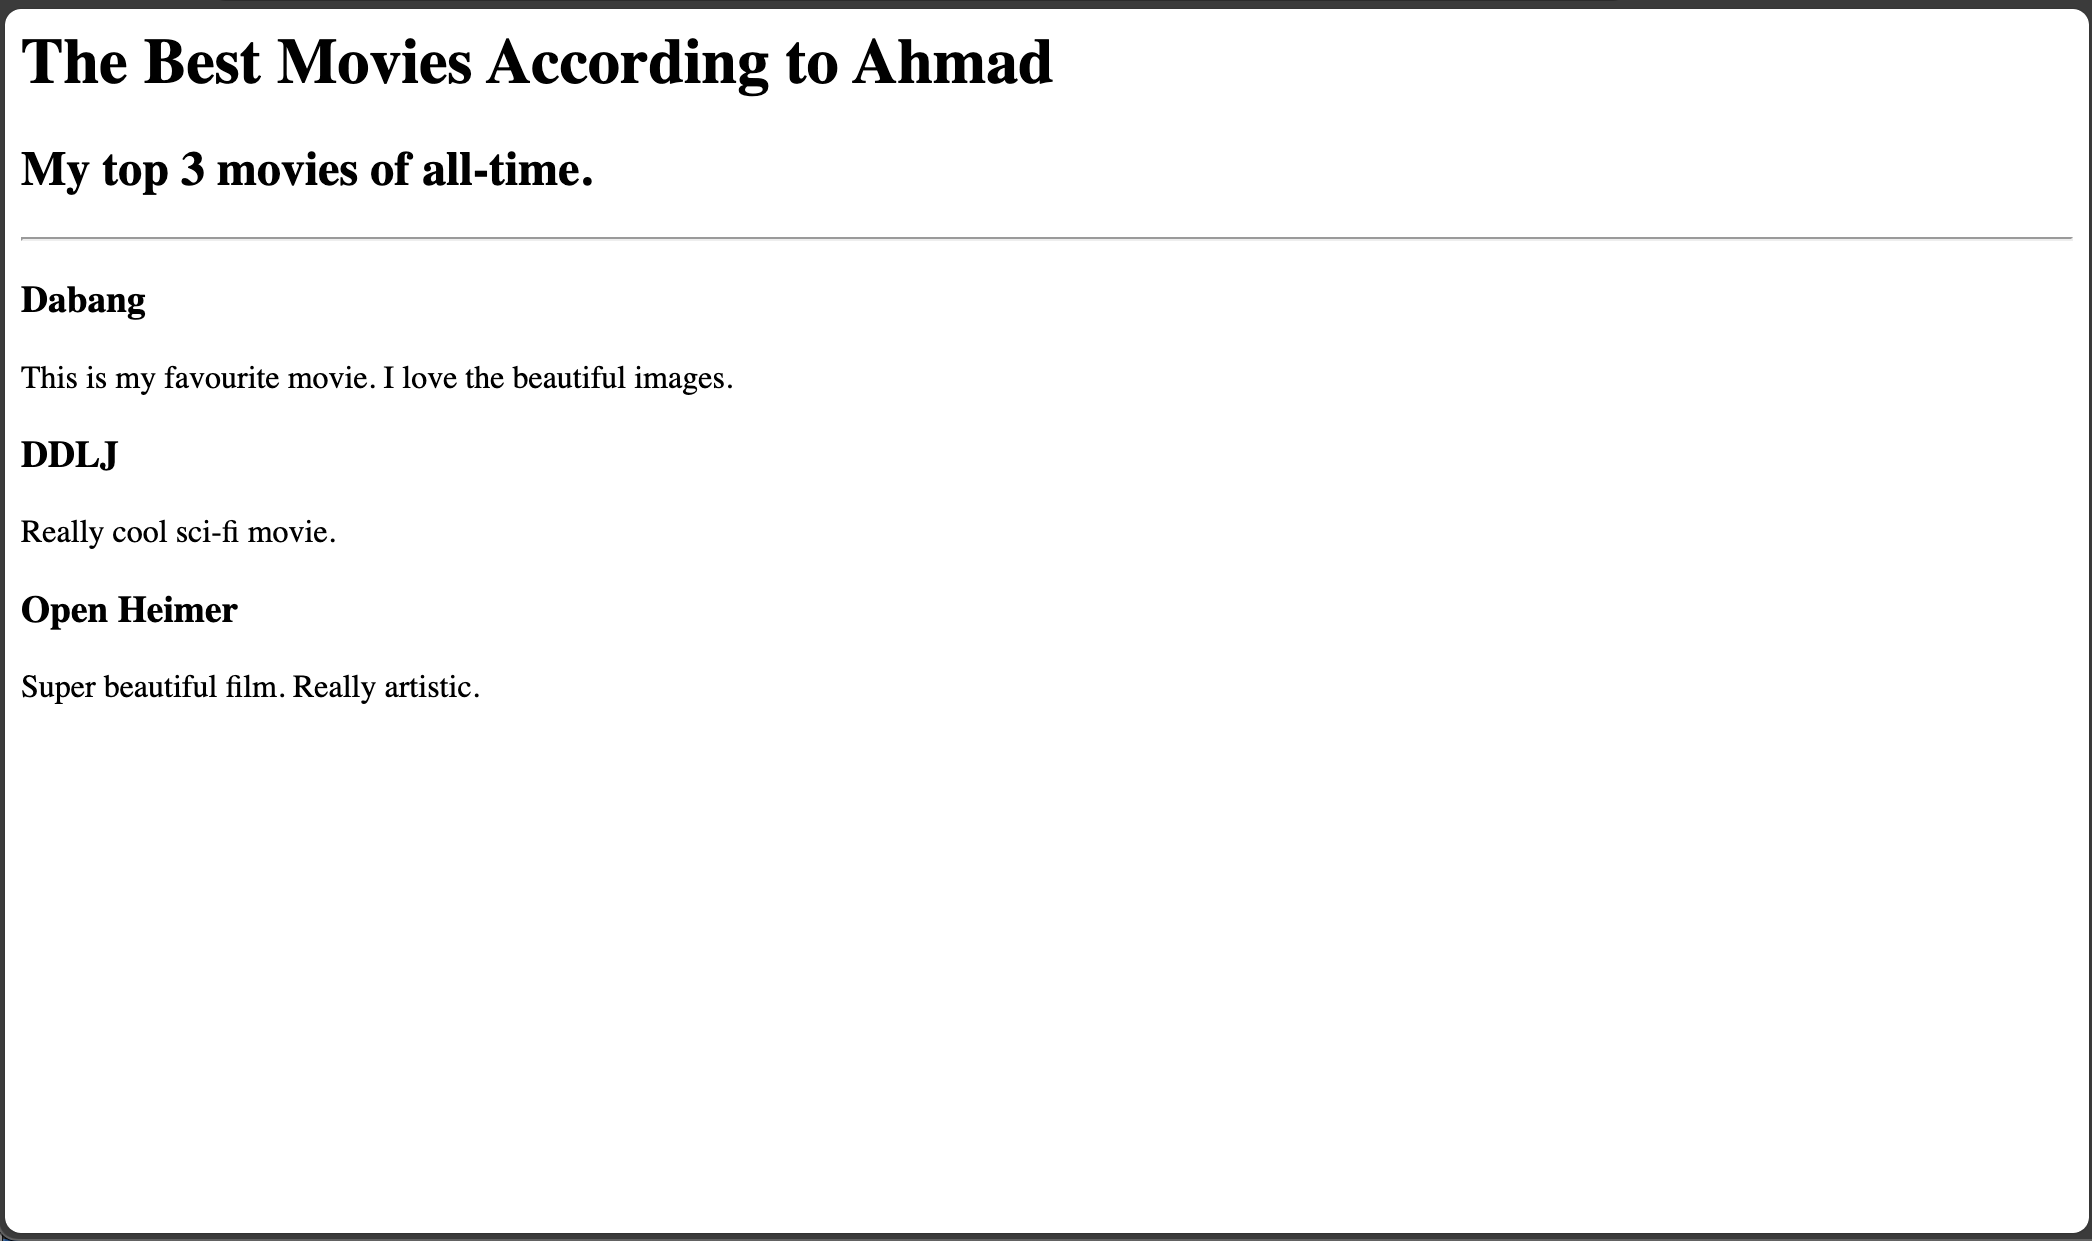 The Best Movies According to Ahmad
My top 3 movies of all-time.
Dabang
This is my favourite movie. I love the beautiful images.
DDLJ
Really cool sci-fi movie.
Open Heimer
Super beautiful film. Really artistic.